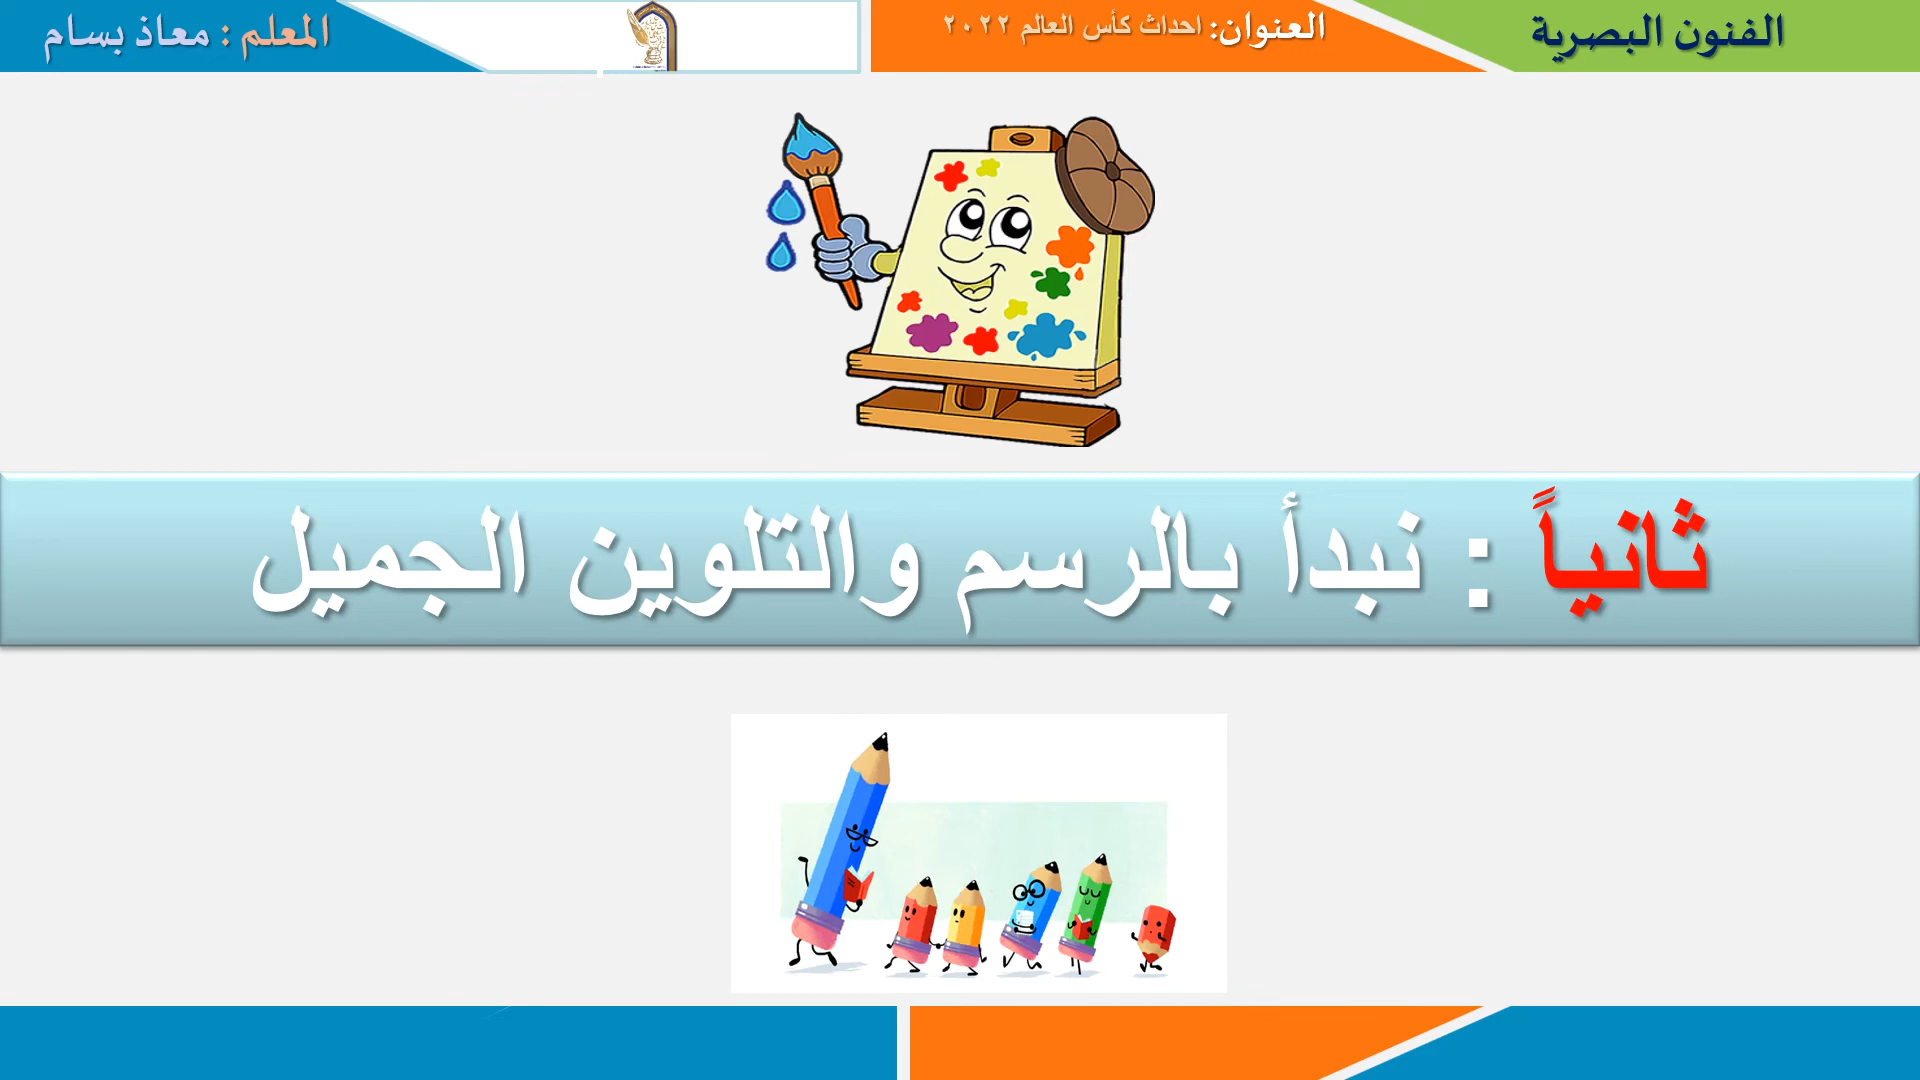 الفنون البصرية
العنوان: احداث كأس العالم ٢٠٢٢
المعلم : معاذ بسام
ثانياً : نبدأ بالرسم والتلوين الجميل